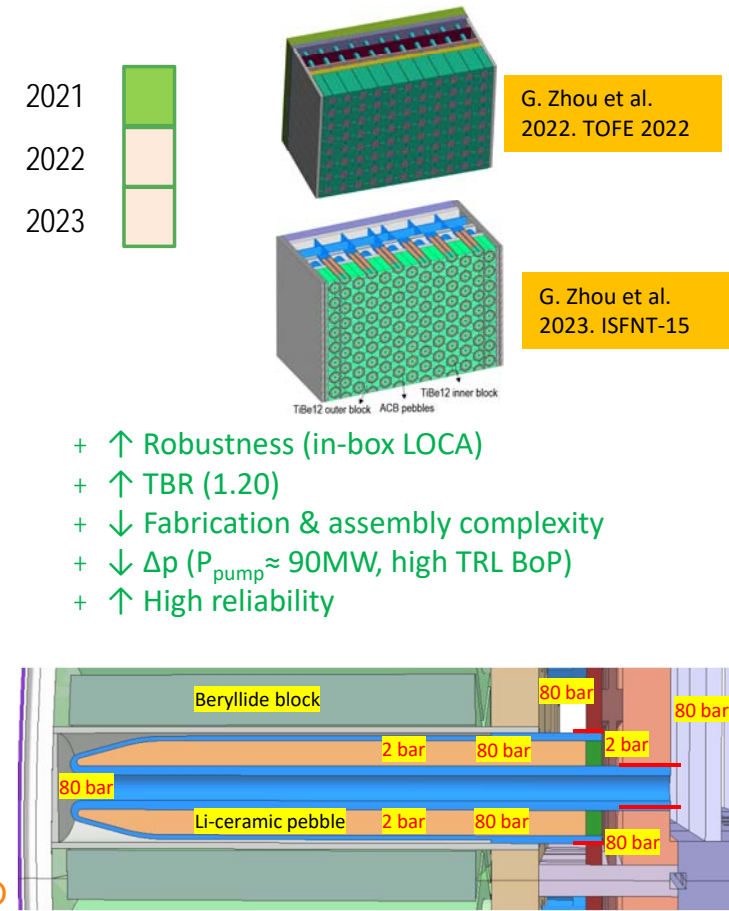 2021
2022
2023
G. Zhou et al.
2022. TOFE 2022
G. Zhou et al.
2023. ISFNT-15
TiBe12 outer block ACB pebbles TiBe12 inner block
+ ↑ Robustness (in-box LOCA)
+ ↑ TBR (1.20)
+ ↓ Fabrication & assembly complexity
+ ↓ Δp (Ppump≈ 90MW, high TRL BoP)
+ ↑ High reliability
Beryllide block
80 bar
80 bar
2 bar
80 bar
2 bar
80 bar
Li-ceramic pebble
2 bar
80 bar
80 bar